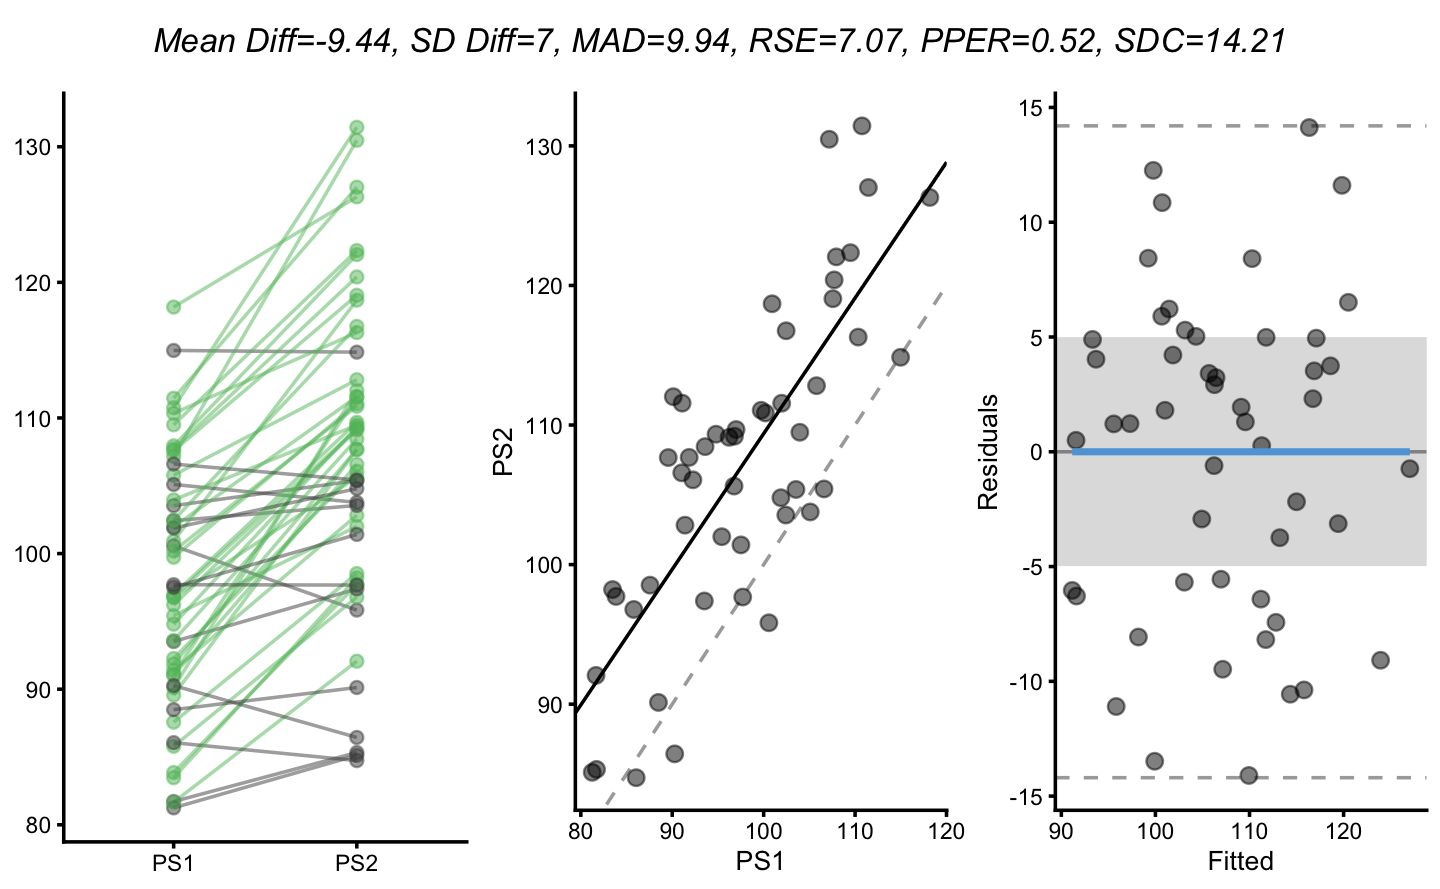 Mean Diff=-9.44, SD Diff=7, MAD=9.94, RSE=7.07, PPER=0.52, SDC=14.21
130
120
110
100
90
80
PS1 PS2
PS2
130
120
110
100
90
80 90 100 110 120
PS1
Residuals
15
10
5
0
-5
-10
-15
90 100 110 120
Fitted